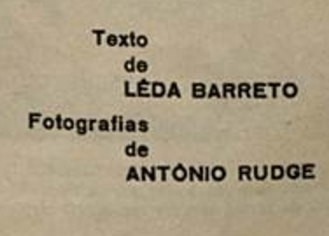 Texto
de
LÊDA BARRETO
Fotografias
de
ANTÔNIO RUDGE